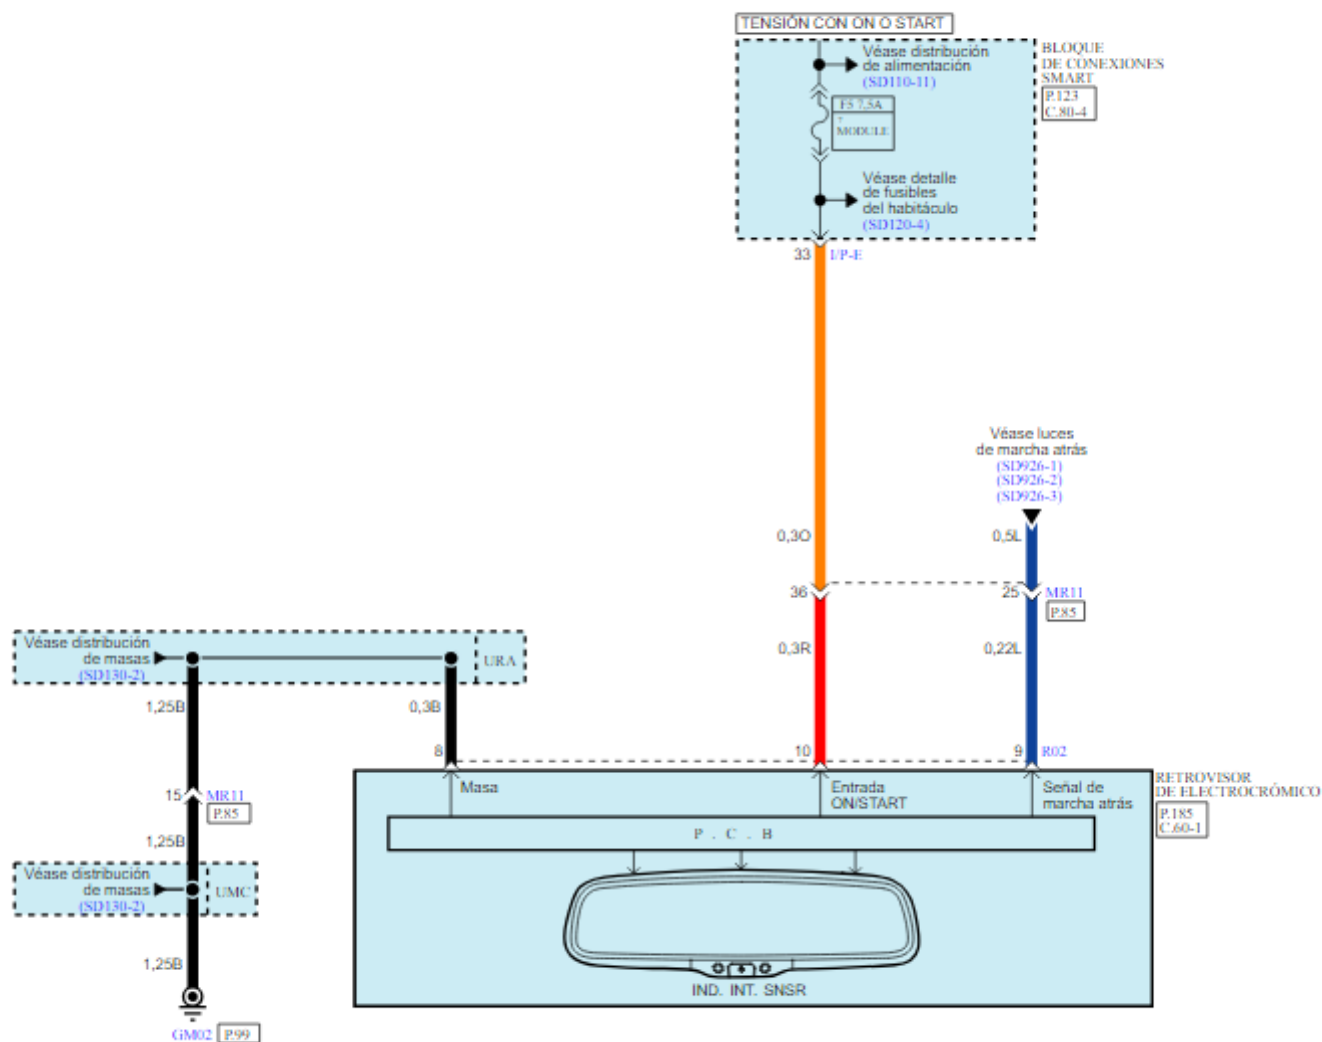 TENSIÓN CON ON O START
Véase distribución
de alimentación
(SD110-11)
BLOQUE
DE CONEXIONES
SMART
P.123
C.80-4
F5 7.5A
7
MODULE
Véase detalle
de fusibles
del habitáculo
(SD120-4)
33
I/P-E
Véase luces
de marcha atrás
(SD926-1)
(SD926-2)
(SD926-3)
0,3O
0,5L
36
25
MR11
P.85
0,3R
0,22L
Véase distribución
de masas
(SD130-2)
URA
1,25B
0,3B
8
10
9
R02
15
MR11
P.85
1,25B
Masa
Entrada
ON/START
Señal de
marcha atrás
RETROVISOR
DE ELECTROCRÓMICO
P.185
C.60-1
P . C . B
Véase distribución
de masas
(SD130-2)
UMC
1,25B
IND. INT. SNSR
GM02
P.99